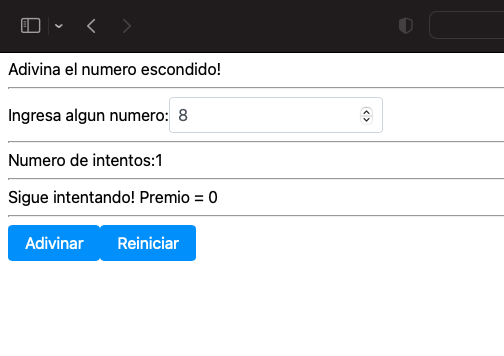 Adivina el numero escondido!
Ingresa algun numero: 8
Numero de intentos:1
Sigue intentando! Premio = 0
Adivinar Reiniciar